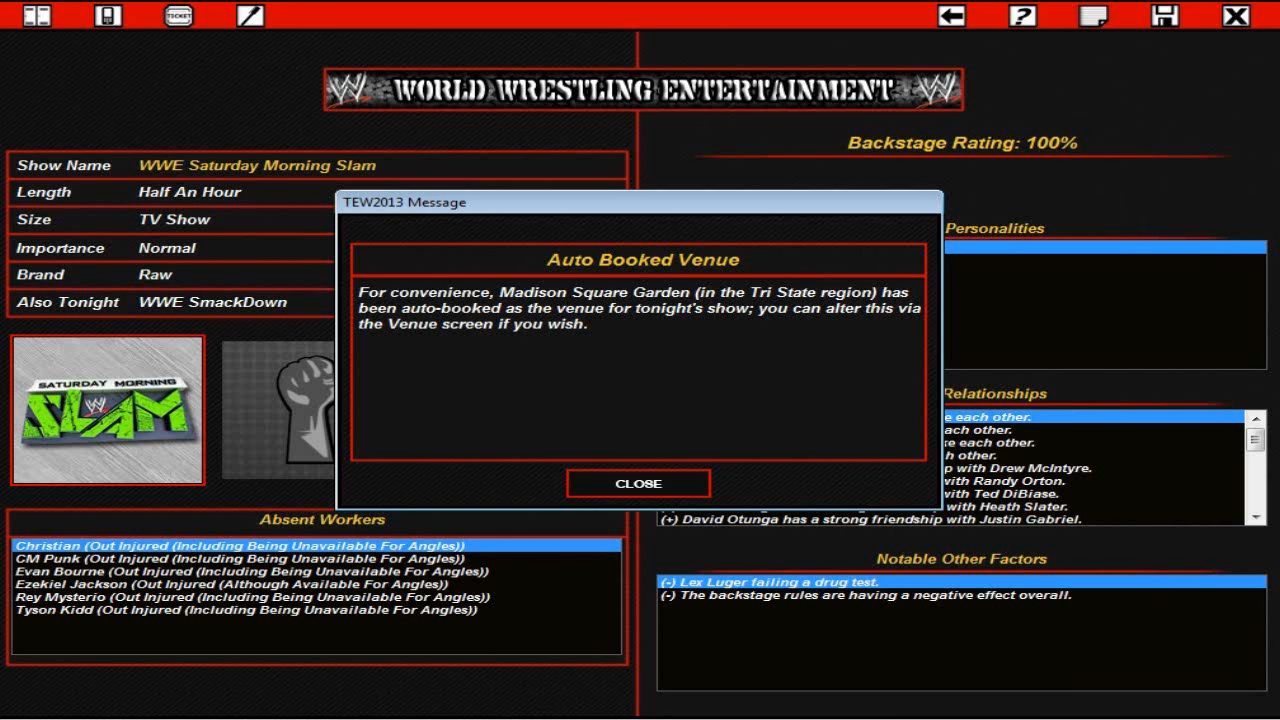 TICKET
WORLD WRESTLING ENTERTAINMENT
Backstage Rating: 100%
Show Name WWE Saturday Morning Slam
Length Half An Hour
Size TV Show
Importance Normal
Brand Raw
Also Tonight WWE SmackDown
TEW2013 Message
Auto Booked Venue
For convenience, Madison Square Garden (in the Tri State region) has
been auto-booked as the venue for tonight's show; you can alter this via
the Venue screen if you wish.
CLOSE
Personalities
Relationships
each other.
each other.
each other.
with Drew McIntyre.
with Randy Orton.
with Ted DiBiase.
with Heath Slater.
(+) David Otunga has a strong friendship with Justin Gabriel.
SATURDAY MORNING
SLAM
Absent Workers
Christian (Out Injured (Including Being Unavailable For Angles))
CM Punk (Out Injured (Including Being Unavailable For Angles))
Evan Bourne (Out Injured (Including Being Unavailable For Angles))
Ezekiel Jackson (Out Injured (Although Available For Angles))
Rey Mysterio (Out Injured (Including Being Unavailable For Angles))
Tyson Kidd (Out Injured (Including Being Unavailable For Angles))
Notable Other Factors
(-) Lex Luger failing a drug test.
(-) The backstage rules are having a negative effect overall.